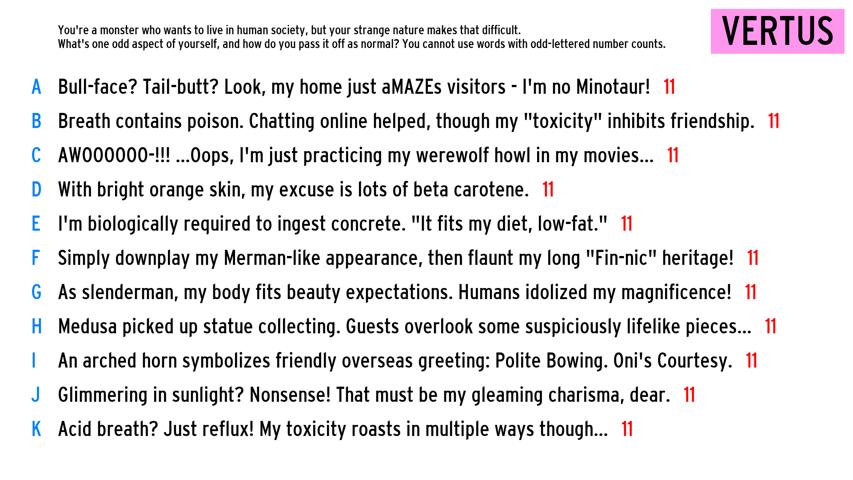 You're a monster who wants to live in human society, but your strange nature makes that difficult.
What's one odd aspect of yourself, and how do you pass it off as normal? You cannot use words with odd-lettered number counts.
VERTUS
A Bull-face? Tail-butt? Look, my home just aMAZEs visitors - I'm no Minotaur! 11
B Breath contains poison. Chatting online helped, though my "toxicity" inhibits friendship. 11
C AWOOOOOO-!!! ...Oops, I'm just practicing my werewolf howl in my movies... 11
D With bright orange skin, my excuse is lots of beta carotene. 11
E I'm biologically required to ingest concrete. "It fits my diet, low-fat." 11
F Simply downplay my Merman-like appearance, then flaunt my long "Fin-nic" heritage! 11
G As slenderman, my body fits beauty expectations. Humans idolized my magnificence! 11
H Medusa picked up statue collecting. Guests overlook some suspiciously lifelike pieces... 11
I An arched horn symbolizes friendly overseas greeting: Polite Bowing. Oni's Courtesy. 11
J Glimmering in sunlight? Nonsense! That must be my gleaming charisma, dear. 11
K Acid breath? Just reflux! My toxicity roasts in multiple ways though... 11